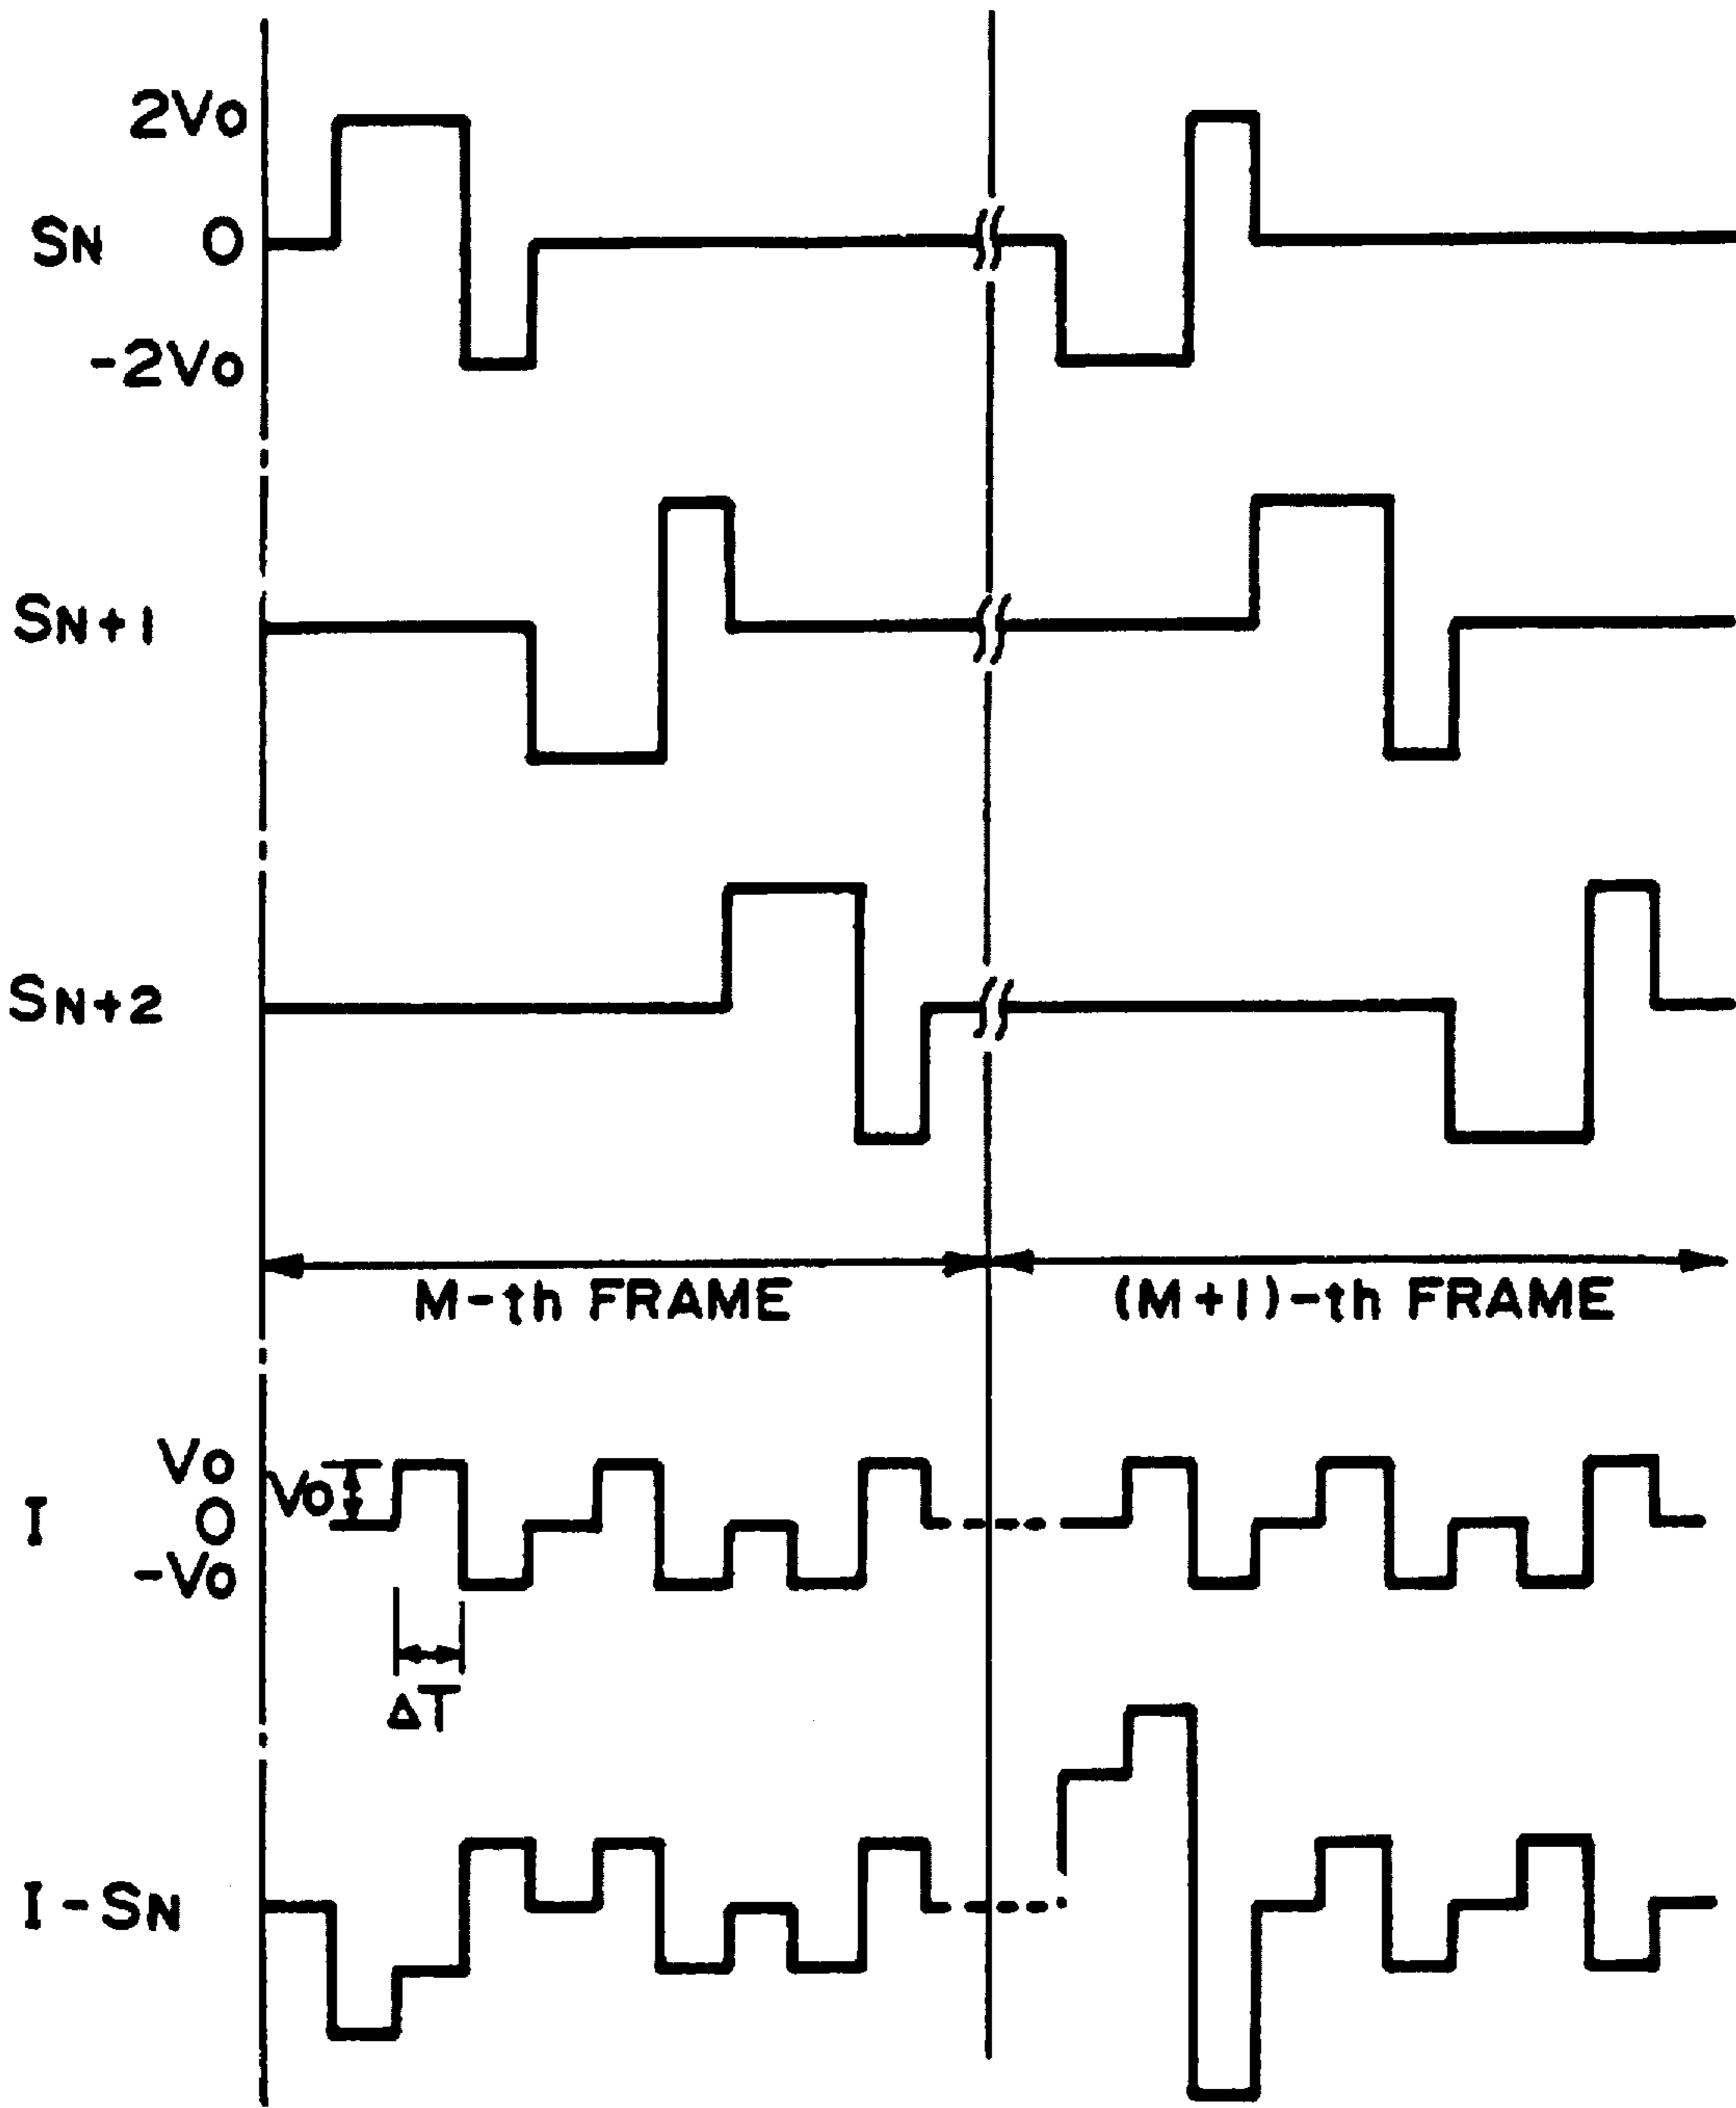 2Vo
SN 0
-2Vo
SN+1
SN+2
M-th FRAME
(M+1)-th FRAME
Vo
Vo
I 0
-Vo
ΔT
I-SN